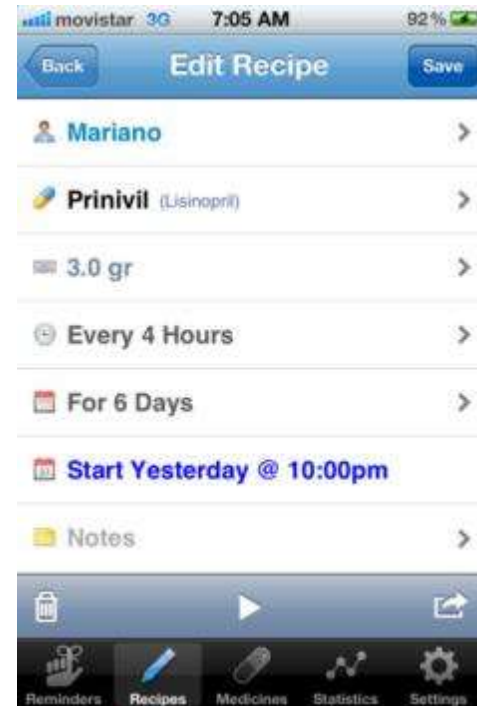 movistar 3G 7:05 AM 92%
Back Edit Recipe Save
Mariano
Prinivil (Lisinopril)
3.0 gr
Every 4 Hours
For 6 Days
Start Yesterday @ 10:00pm
Notes
Reminders Recipes Medicines Statistics Settings